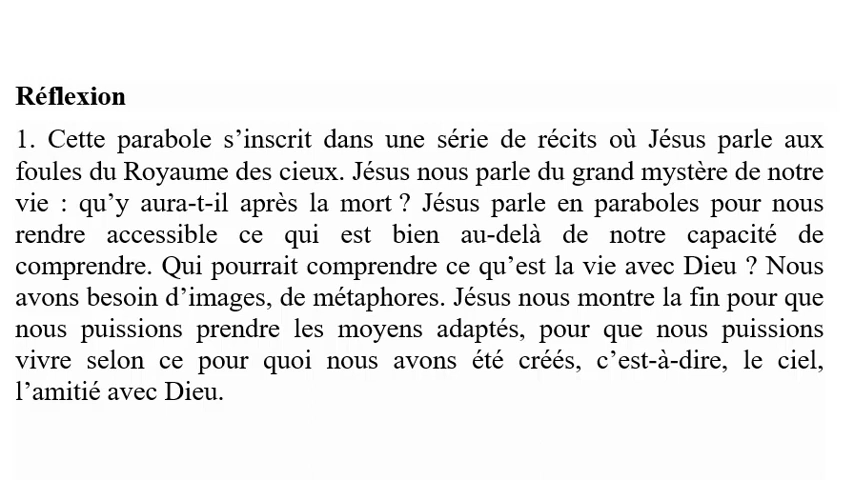 Réflexion
1. Cette parabole s’inscrit dans une série de récits où Jésus parle aux
foules du Royaume des cieux. Jésus nous parle du grand mystère de notre
vie : qu’y aura-t-il après la mort ? Jésus parle en paraboles pour nous
rendre accessible ce qui est bien au-delà de notre capacité de
comprendre. Qui pourrait comprendre ce qu’est la vie avec Dieu ? Nous
avons besoin d’images, de métaphores. Jésus nous montre la fin pour que
nous puissions prendre les moyens adaptés, pour que nous puissions
vivre selon ce pour quoi nous avons été créés, c’est-à-dire, le ciel,
l’amitié avec Dieu.